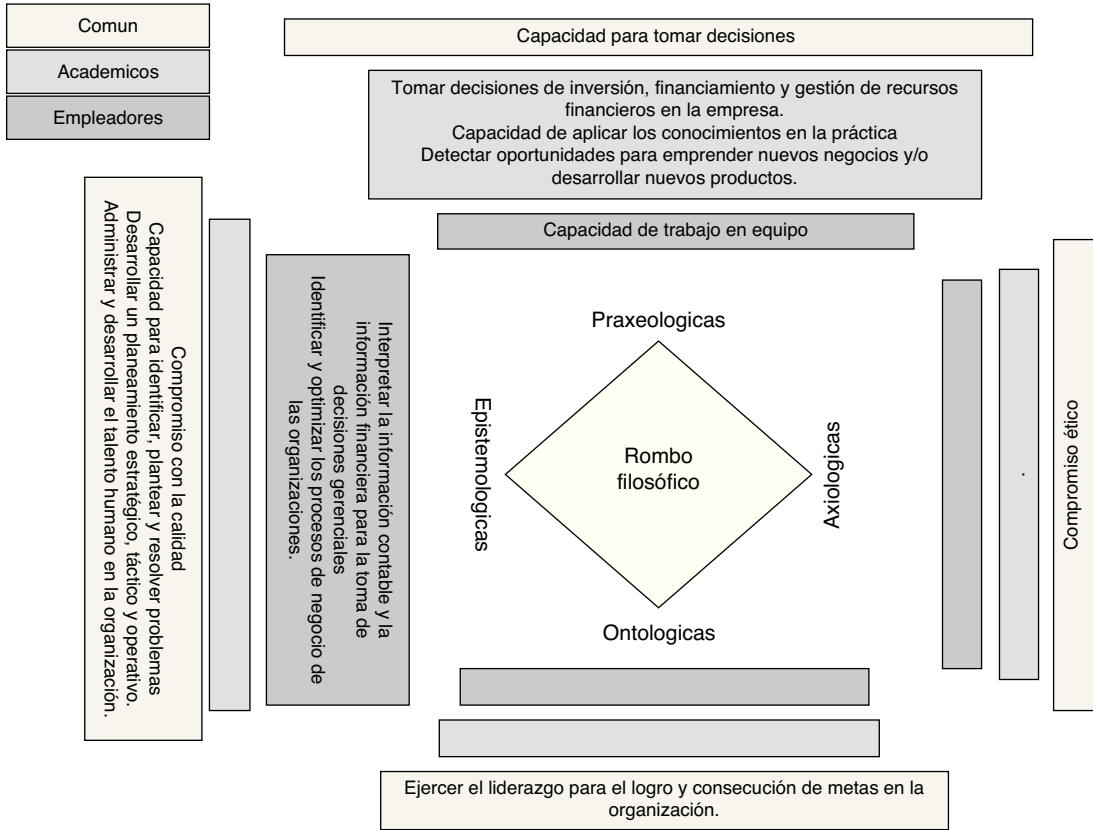 Comun
Academicos
Empleadores
Capacidad para tomar decisiones
Tomar decisiones de inversión, financiamiento y gestión de recursos
financieros en la empresa.
Capacidad de aplicar los conocimientos en la práctica
Detectar oportunidades para emprender nuevos negocios y/o
desarrollar nuevos productos.
Capacidad de trabajo en equipo
Compromiso con la calidad
Capacidad para identificar, plantear y resolver problemas
Desarrollar un planeamiento estratégico, táctico y operativo.
Administrar y desarrollar el talento humano en la organización.
Interpretar la información contable y la
información financiera para la toma de
decisiones gerenciales
Identificar y optimizar los procesos de negocio de
las organizaciones.
Praxeologicas
Epistemologicas
Rombo
filosófico
Axiologicas
Ontologicas
.
Compromiso ético
Ejercer el liderazgo para el logro y consecución de metas en la
organización.